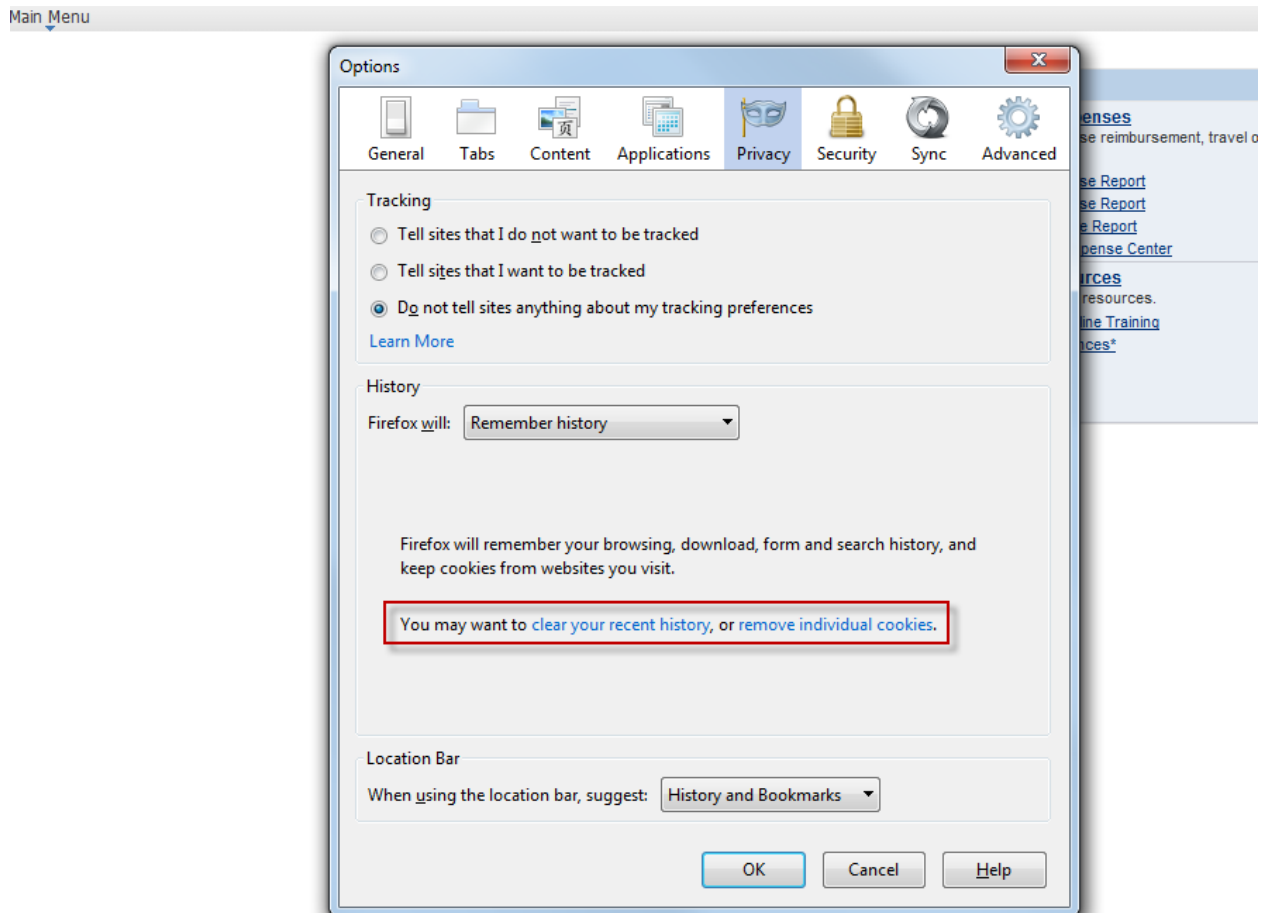 Main Menu
Options
General Tabs Content Applications Privacy Security Sync Advanced
页
Tracking
Tell sites that I do not want to be tracked
Tell sites that I want to be tracked
Do not tell sites anything about my tracking preferences
Learn More
History
Firefox will: Remember history
Firefox will remember your browsing, download, form and search history, and
keep cookies from websites you visit.
You may want to clear your recent history, or remove individual cookies.
Location Bar
When using the location bar, suggest: History and Bookmarks
OK Cancel Help
enses
se reimbursement, travel o
se Report
se Report
e Report
pense Center
urces
resources.
line Training
nces*